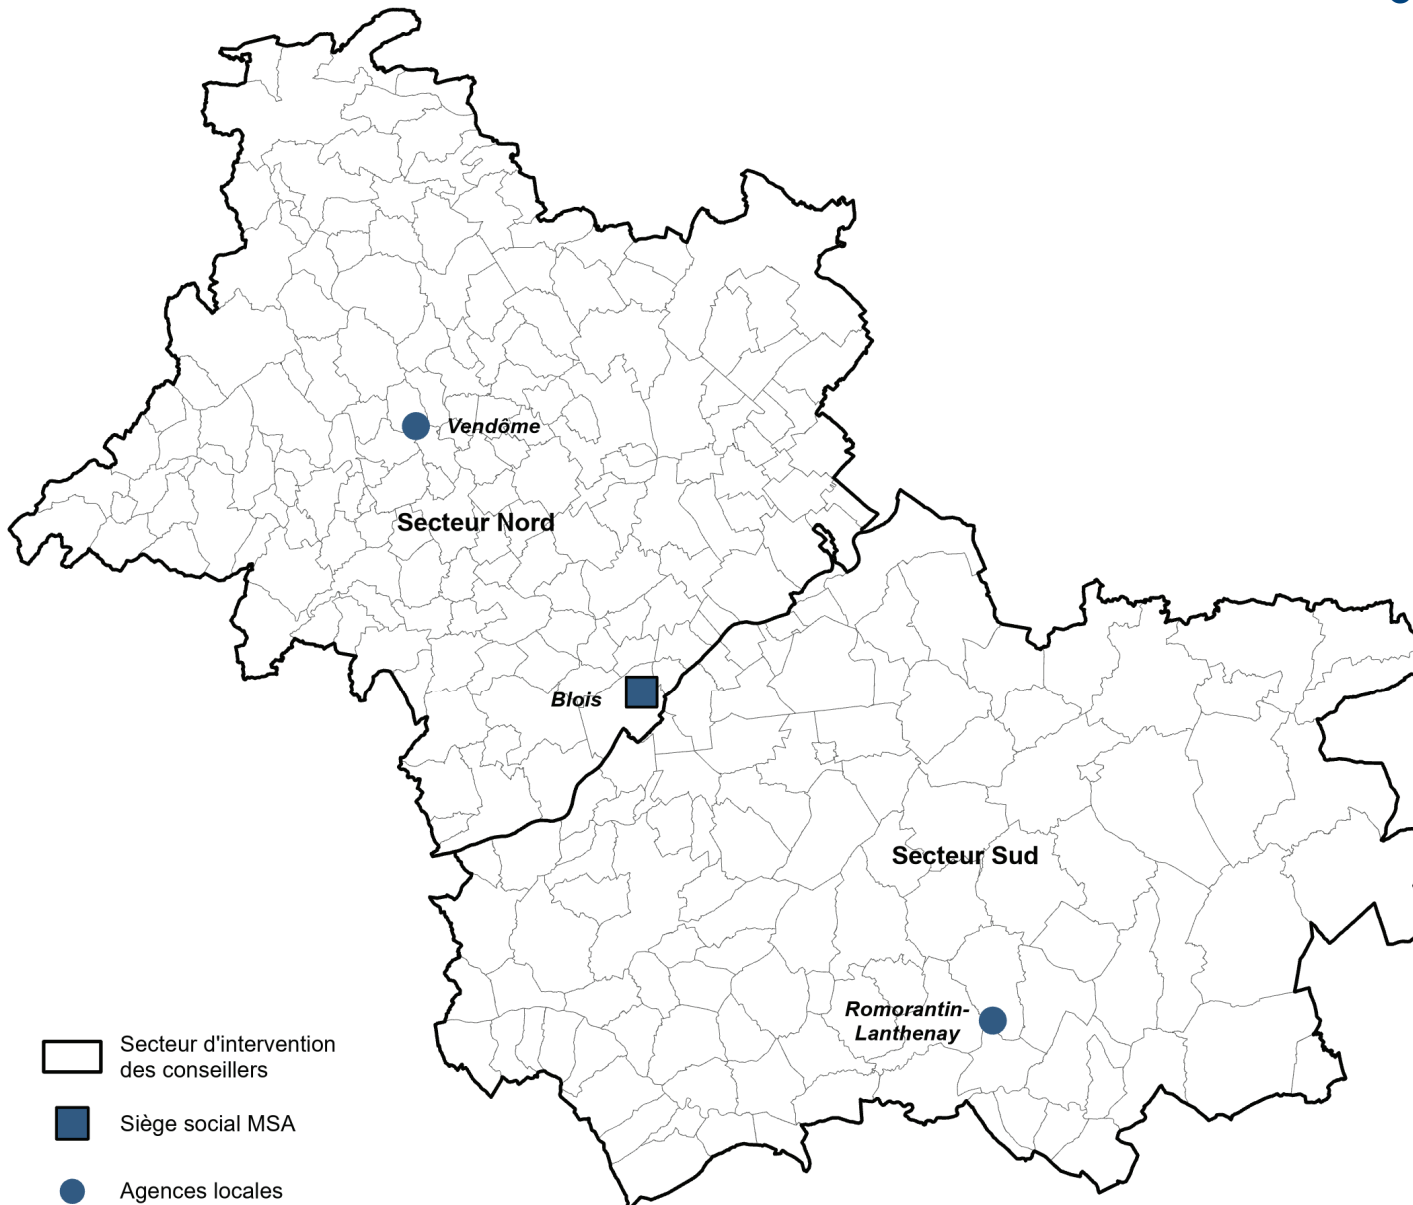 Vendôme
Secteur Nord
Blois
Secteur Sud
Romorantin-
Lanthenay
Secteur d'intervention
des conseillers
Siège social MSA
Agences locales